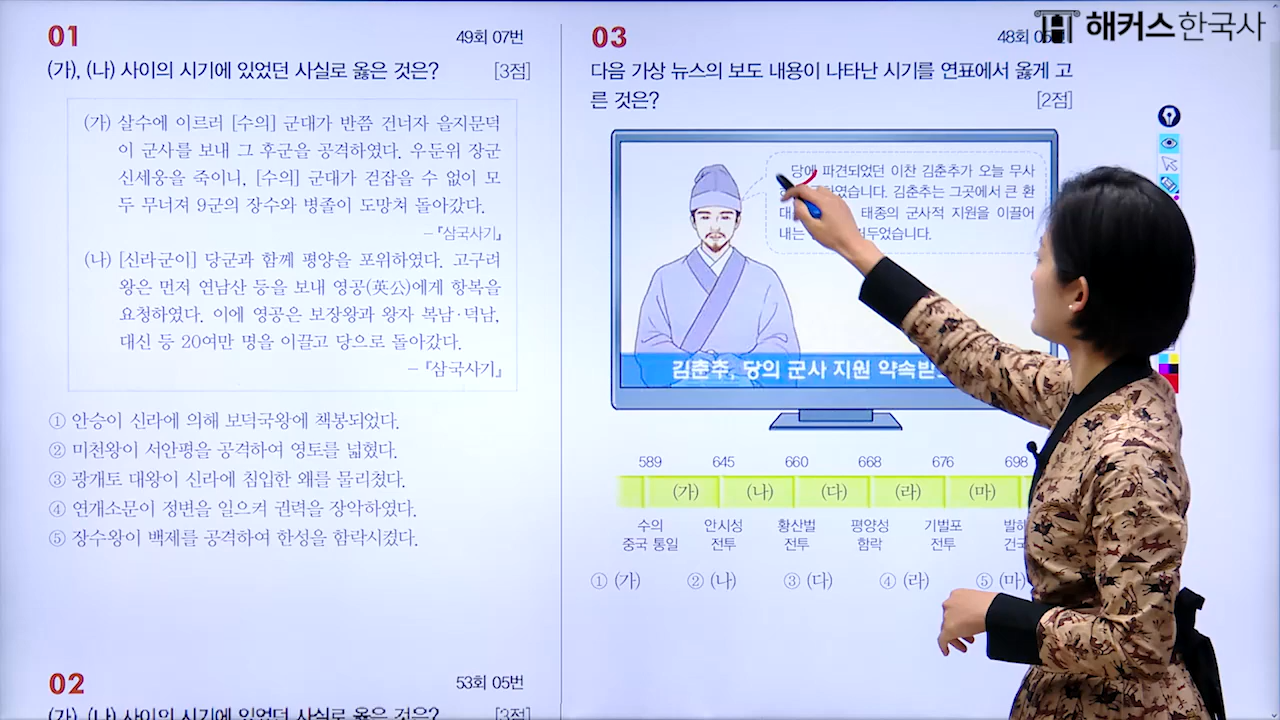 해커스한국사
01
49회 07번
(가), (나) 사이의 시기에 있었던 사실로 옳은 것은? [3점]
(가) 살수에 이르러 [수의] 군대가 반쯤 건너자 을지문덕
이 군사를 보내 그 후군을 공격하였다. 우둔위 장군
신세웅을 죽이니, [수의] 군대가 걷잡을 수 없이 모
두 무너져 9군의 장수와 병졸이 도망쳐 돌아갔다.
-『삼국사기』
(나) [신라군이] 당군과 함께 평양을 포위하였다. 고구려
왕은 먼저 연남산 등을 보내 영공(英公)에게 항복을
요청하였다. 이에 영공은 보장왕과 왕자 복남·덕남,
대신 등 20여만 명을 이끌고 당으로 돌아갔다.
-『삼국사기』
① 안승이 신라에 의해 보덕국왕에 책봉되었다.
② 미천왕이 서안평을 공격하여 영토를 넓혔다.
③ 광개토 대왕이 신라에 침입한 왜를 물리쳤다.
④ 연개소문이 정변을 일으켜 권력을 장악하였다.
⑤ 장수왕이 백제를 공격하여 한성을 함락시켰다.
02
53회 05번
(가), (나) 사이의 시기에 있었던 사실로 옳은 것은? [3점]
03
48회
다음 가상 뉴스의 보도 내용이 나타난 시기를 연표에서 옳게 고
른 것은? [2점]
당에 파견되었던 이찬 김춘추가 오늘 무사
김춘추는 그곳에서 큰 환
태종의 군사적 지원을 이끌어
내는
김춘추, 당의 군사 지원
589 645 660 668 676 698
(가) (나) (다) (라) (마)
수의 안시성 황산벌 평양성 기벌포
중국 통일 전투 전투 함락 전투
① (가) ② (나) ③ (다) ④ (라) ⑤ (마)